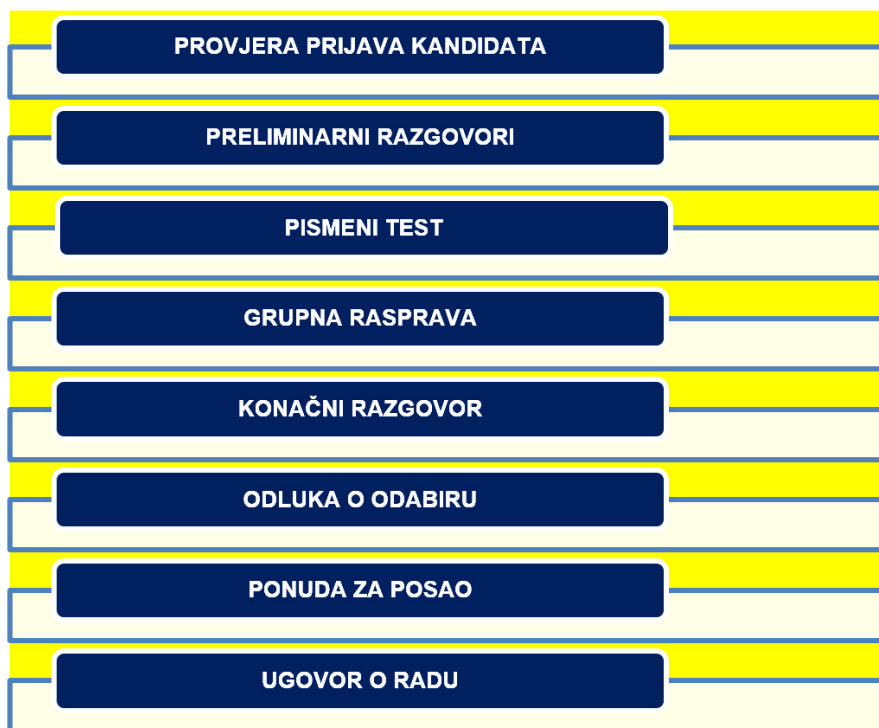 PROVJERA PRIJAVA KANDIDATA
PRELIMINARNI RAZGOVORI
PISMENI TEST
GRUPNA RASPRAVA
KONAČNI RAZGOVOR
ODLUKA O ODABIRU
PONUDA ZA POSAO
UGOVOR O RADU